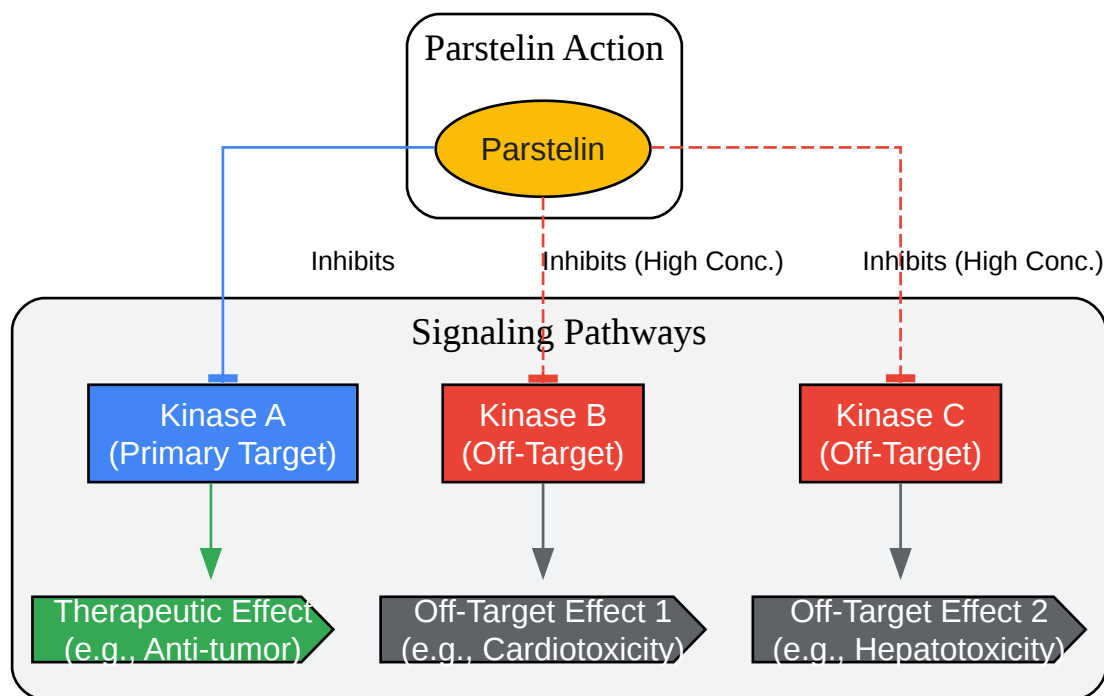 Parstelin Action
Parstelin
Inhibits
Inhibits (High Conc.)
Inhibits (High Conc.)
Signaling Pathways
Kinase A
(Primary Target)
Kinase B
(Off-Target)
Kinase C
(Off-Target)
Therapeutic Effect
(e.g., Anti-tumor)
Off-Target Effect 1
(e.g., Cardiotoxicity)
Off-Target Effect 2
(e.g., Hepatotoxicity)